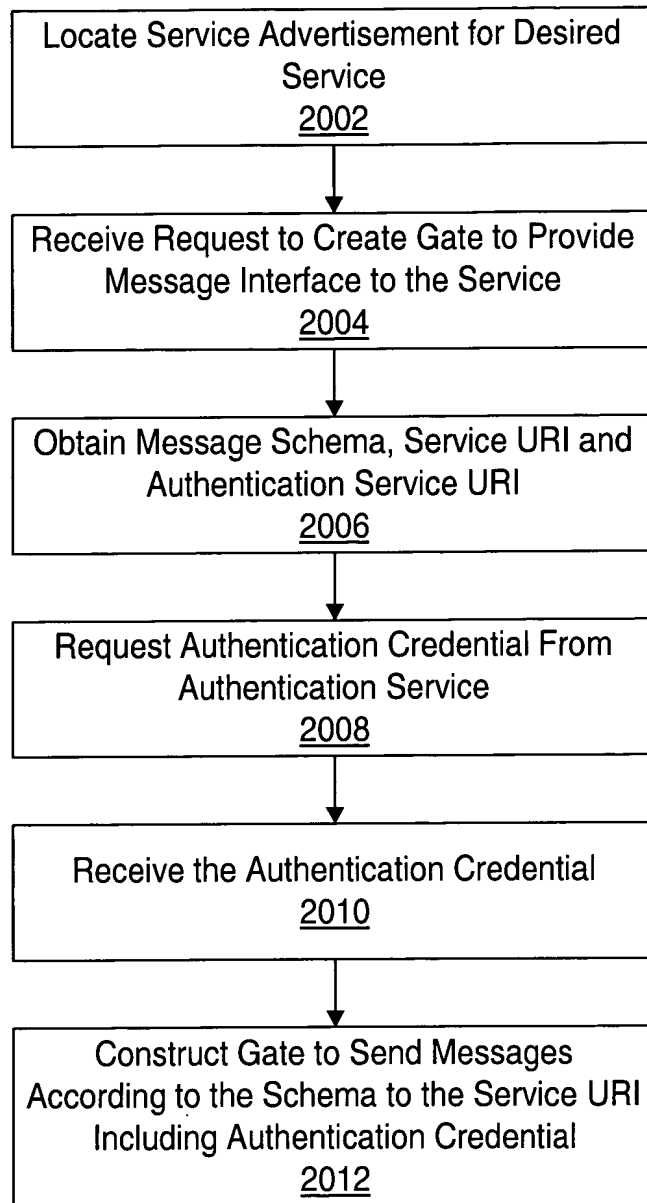 Locate Service Advertisement for Desired
Service
2002
Receive Request to Create Gate to Provide
Message Interface to the Service
2004
Obtain Message Schema, Service URI and
Authentication Service URI
2006
Request Authentication Credential From
Authentication Service
2008
Receive the Authentication Credential
2010
Construct Gate to Send Messages
According to the Schema to the Service URI
Including Authentication Credential
2012